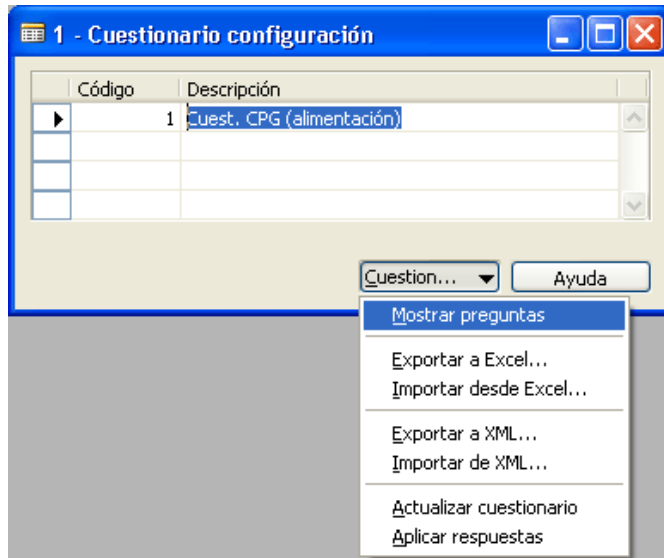 1 - Cuestionario configuración
Código Descripción
1 Cuest. CPG (alimentación)
Cuestion... Ayuda
Mostrar preguntas
Exportar a Excel...
Importar desde Excel...
Exportar a XML...
Importar de XML...
Actualizar cuestionario
Aplicar respuestas